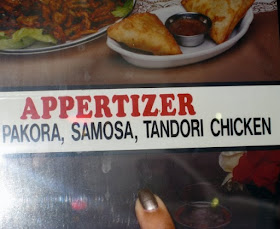 APPERTIZER
PAKORA, SAMOSA, TANDORI CHICKEN